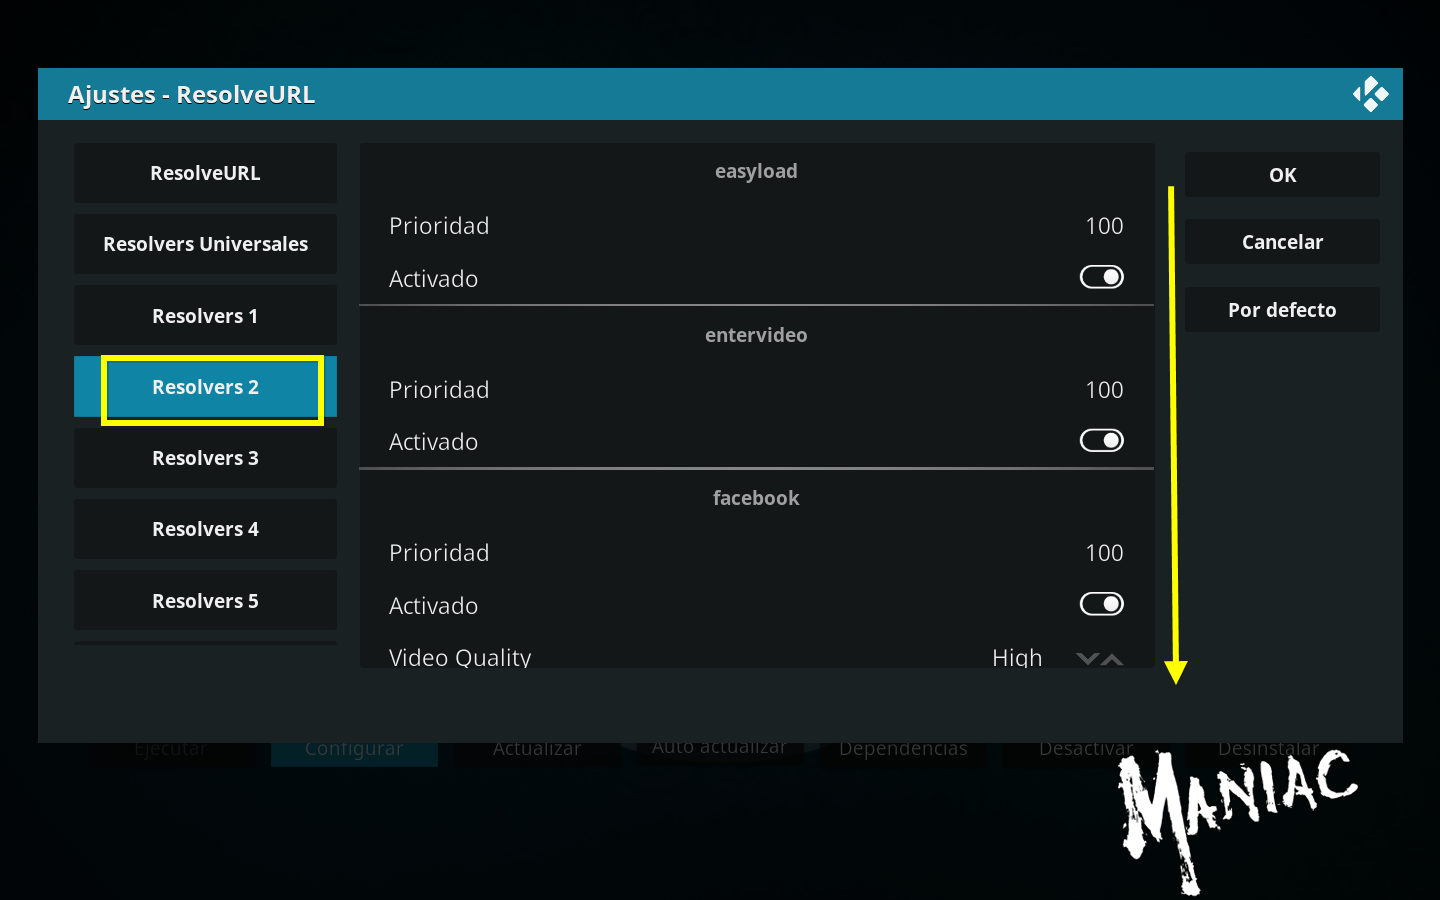 Ajustes - ResolveURL
ResolveURL
Resolvers Universales
Resolvers 1
Resolvers 2
Resolvers 3
Resolvers 4
Resolvers 5
easyload
Prioridad 100
Activado
entervideo
Prioridad 100
Activado
facebook
Prioridad 100
Activado
Video Quality High
OK
Cancelar
Por defecto
Ejecutar Configurar Actualizar Auto actualizar Dependencias Desactivar Desinstalar
MANIAC